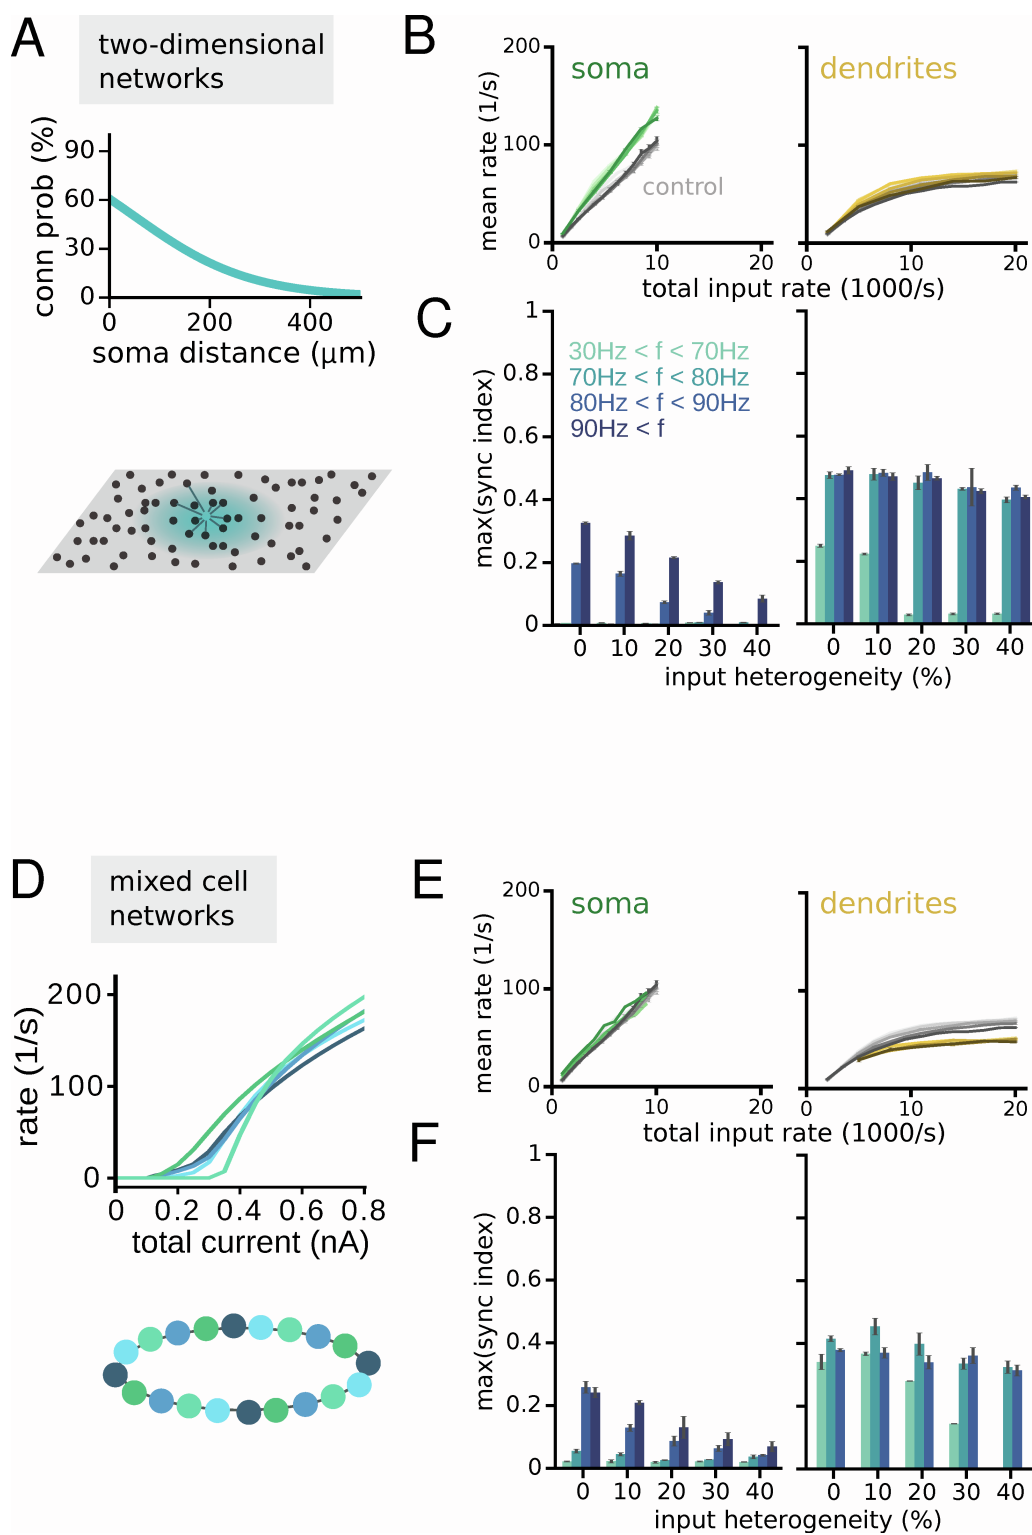 A
two-dimensional
networks
conn prob (%)
90
60
30
0
0 200 400
soma distance (μm)
B
mean rate (1/s)
200
100
0
soma
control
dendrites
0 10 20
0 10 20
total input rate (1000/s)
C
max(sync index)
1
0.8
0.6
0.4
0.2
0
30Hz < f < 70Hz
70Hz < f < 80Hz
80Hz < f < 90Hz
90Hz < f
0 10 20 30 40
0 10 20 30 40
input heterogeneity (%)
D
mixed cell
networks
rate (1/s)
200
100
0
0 0.2 0.4 0.6 0.8
total current (nA)
E
mean rate (1/s)
200
100
0
soma
dendrites
0 10 20
0 10 20
total input rate (1000/s)
F
max(sync index)
1
0.8
0.6
0.4
0.2
0
0 10 20 30 40
0 10 20 30 40
input heterogeneity (%)